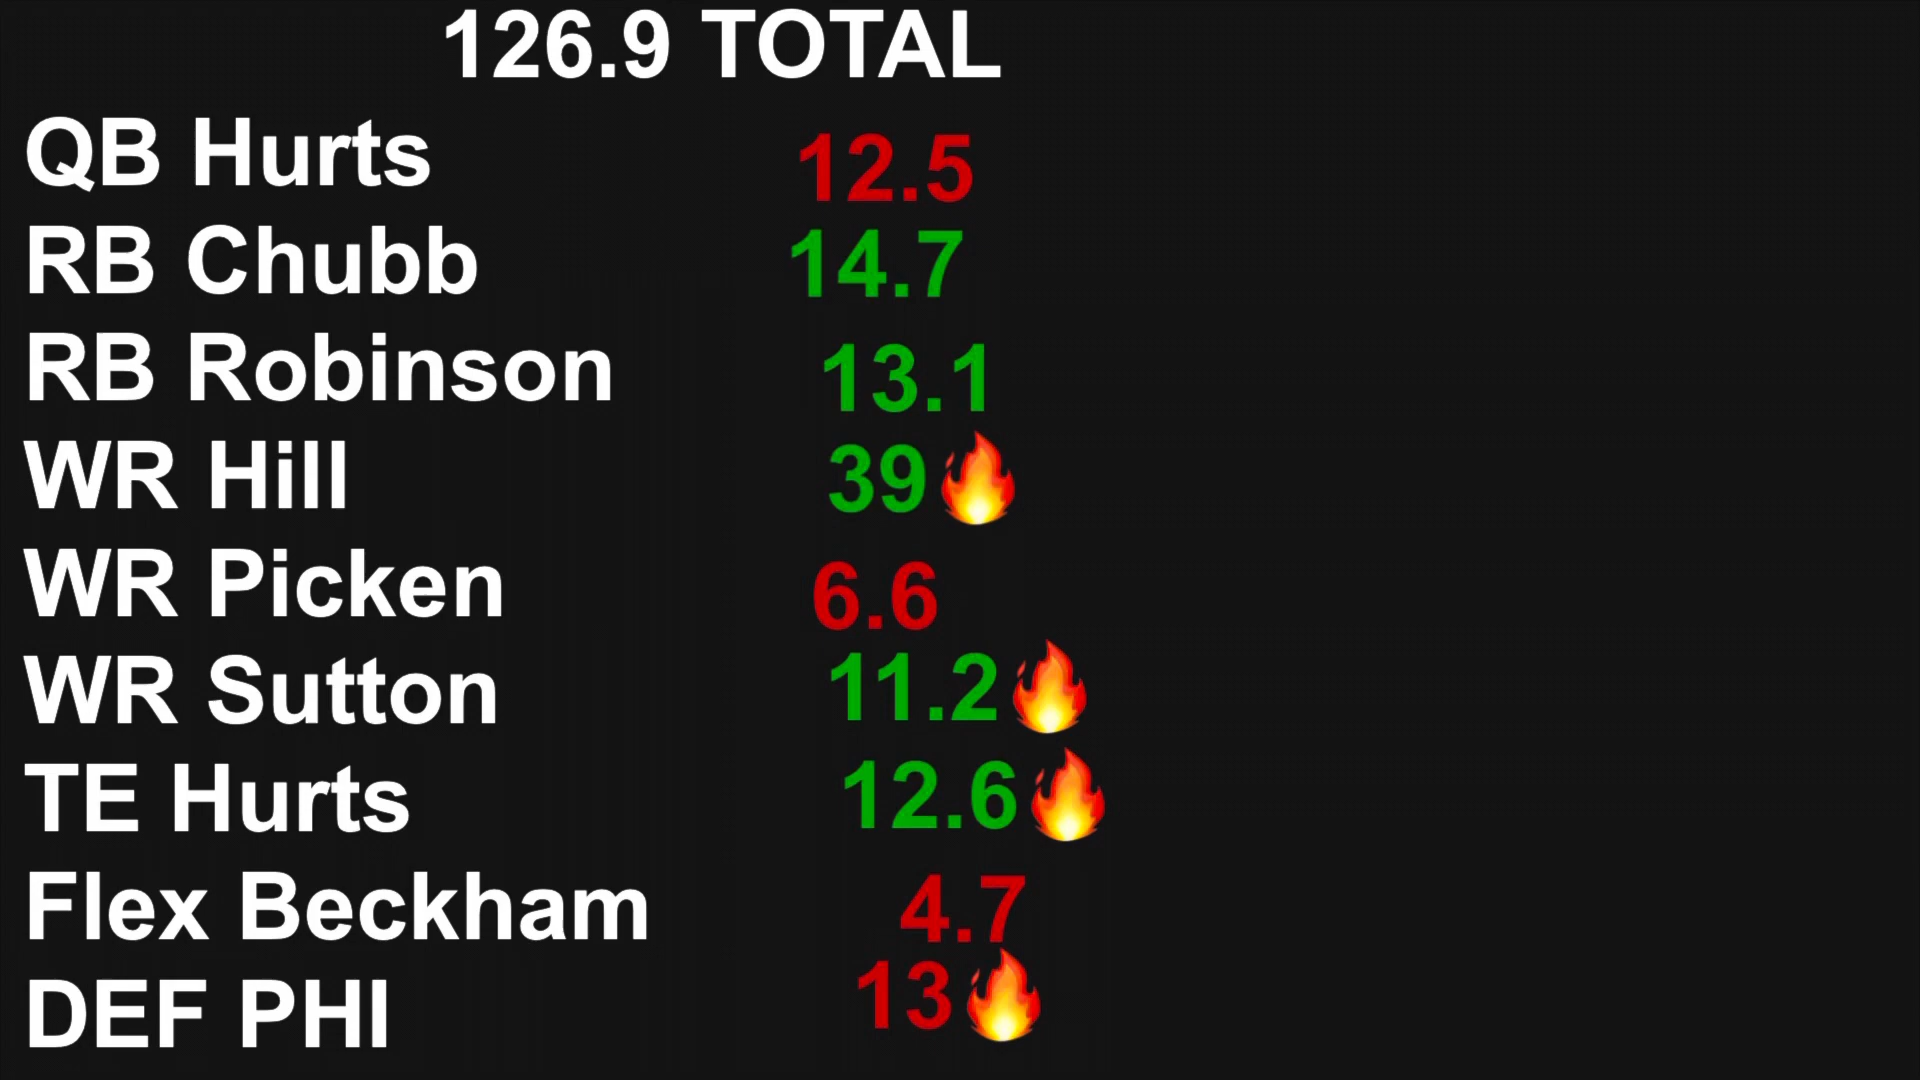 126.9 TOTAL
QB Hurts 12.5
RB Chubb 14.7
RB Robinson 13.1
WR Hill 39🔥
WR Picken 6.6
WR Sutton 11.2🔥
TE Hurts 12.6🔥
Flex Beckham 4.7
DEF PHI 13🔥